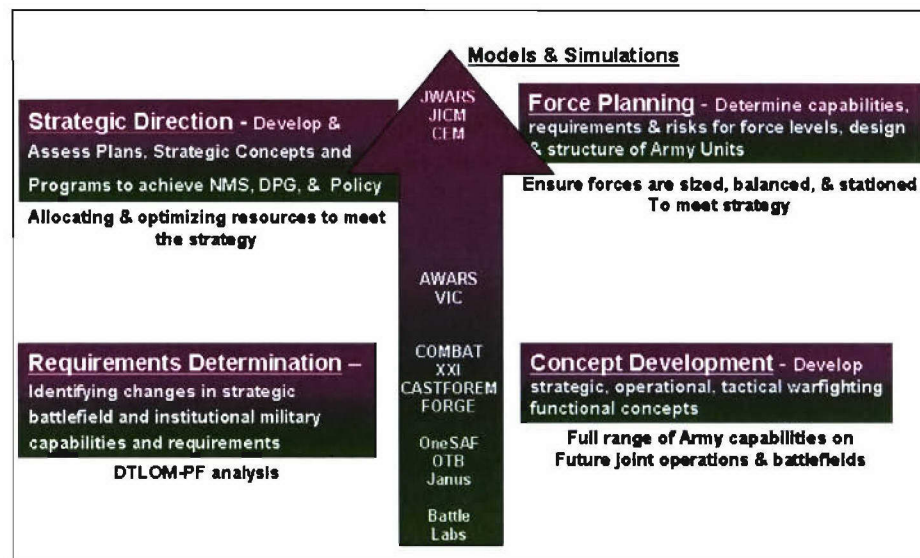 Models & Simulations
Strategic Direction - Develop &
Assess Plans, Strategic Concepts and
Programs to achieve NMS, DPG, & Policy
Allocating & optimizing resources to meet
the strategy
JWARS
JICM
CEM
Force Planning - Determine capabilities,
requirements & risks for force levels, design
& structure of Army Units
Ensure forces are sized, balanced, & stationed
To meet strategy
AWARS
VIC
Requirements Determination –
Identifying changes in strategic
battlefield and institutional military
capabilities and requirements
DTLOM-PF analysis
COMBAT
XXI
CASTFOREM
FORGE
OneSAF
OTB
Janus
Battle
Labs
Concept Development - Develop
strategic, operational, tactical warfighting
functional concepts
Full range of Army capabilities on
Future joint operations & battlefields